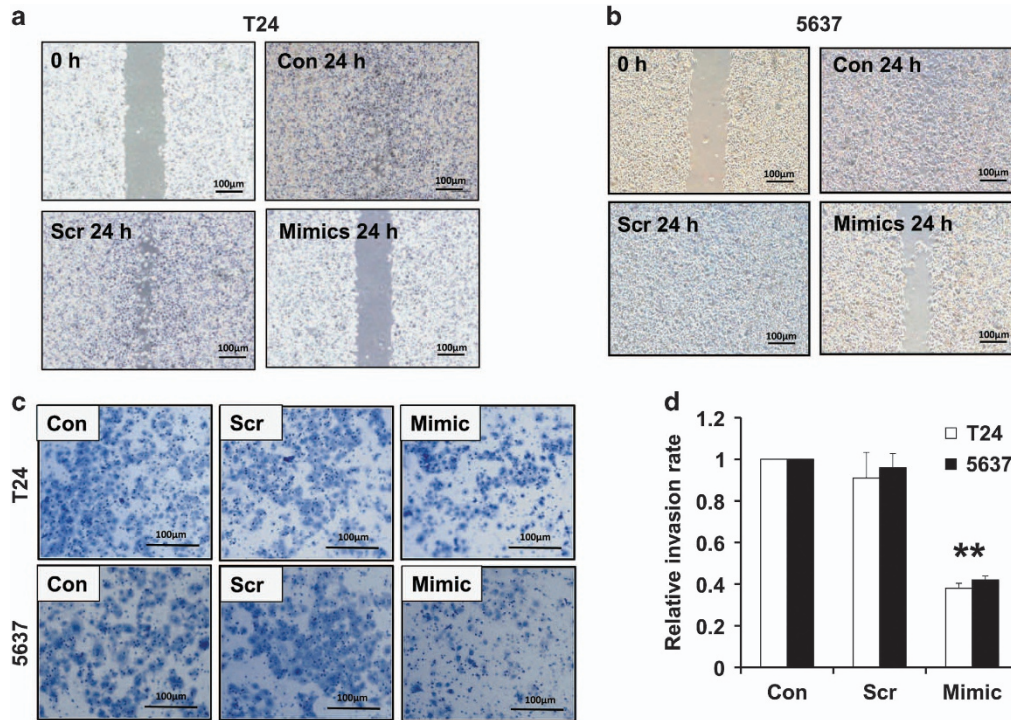 a
T24
0 h
100μm
Con 24 h
100μm
Scr 24 h
100μm
Mimics 24 h
100μm
b
5637
0 h
100μm
Con 24 h
100μm
Scr 24 h
100μm
Mimics 24 h
100μm
c
T24
Con
100μm
Scr
100μm
Mimic
100μm
5637
Con
100μm
Scr
100μm
Mimic
100μm
d
Relative invasion rate
1.2
1
0.8
0.6
0.4
0.2
0
T24
5637
**
Con
Scr
Mimic